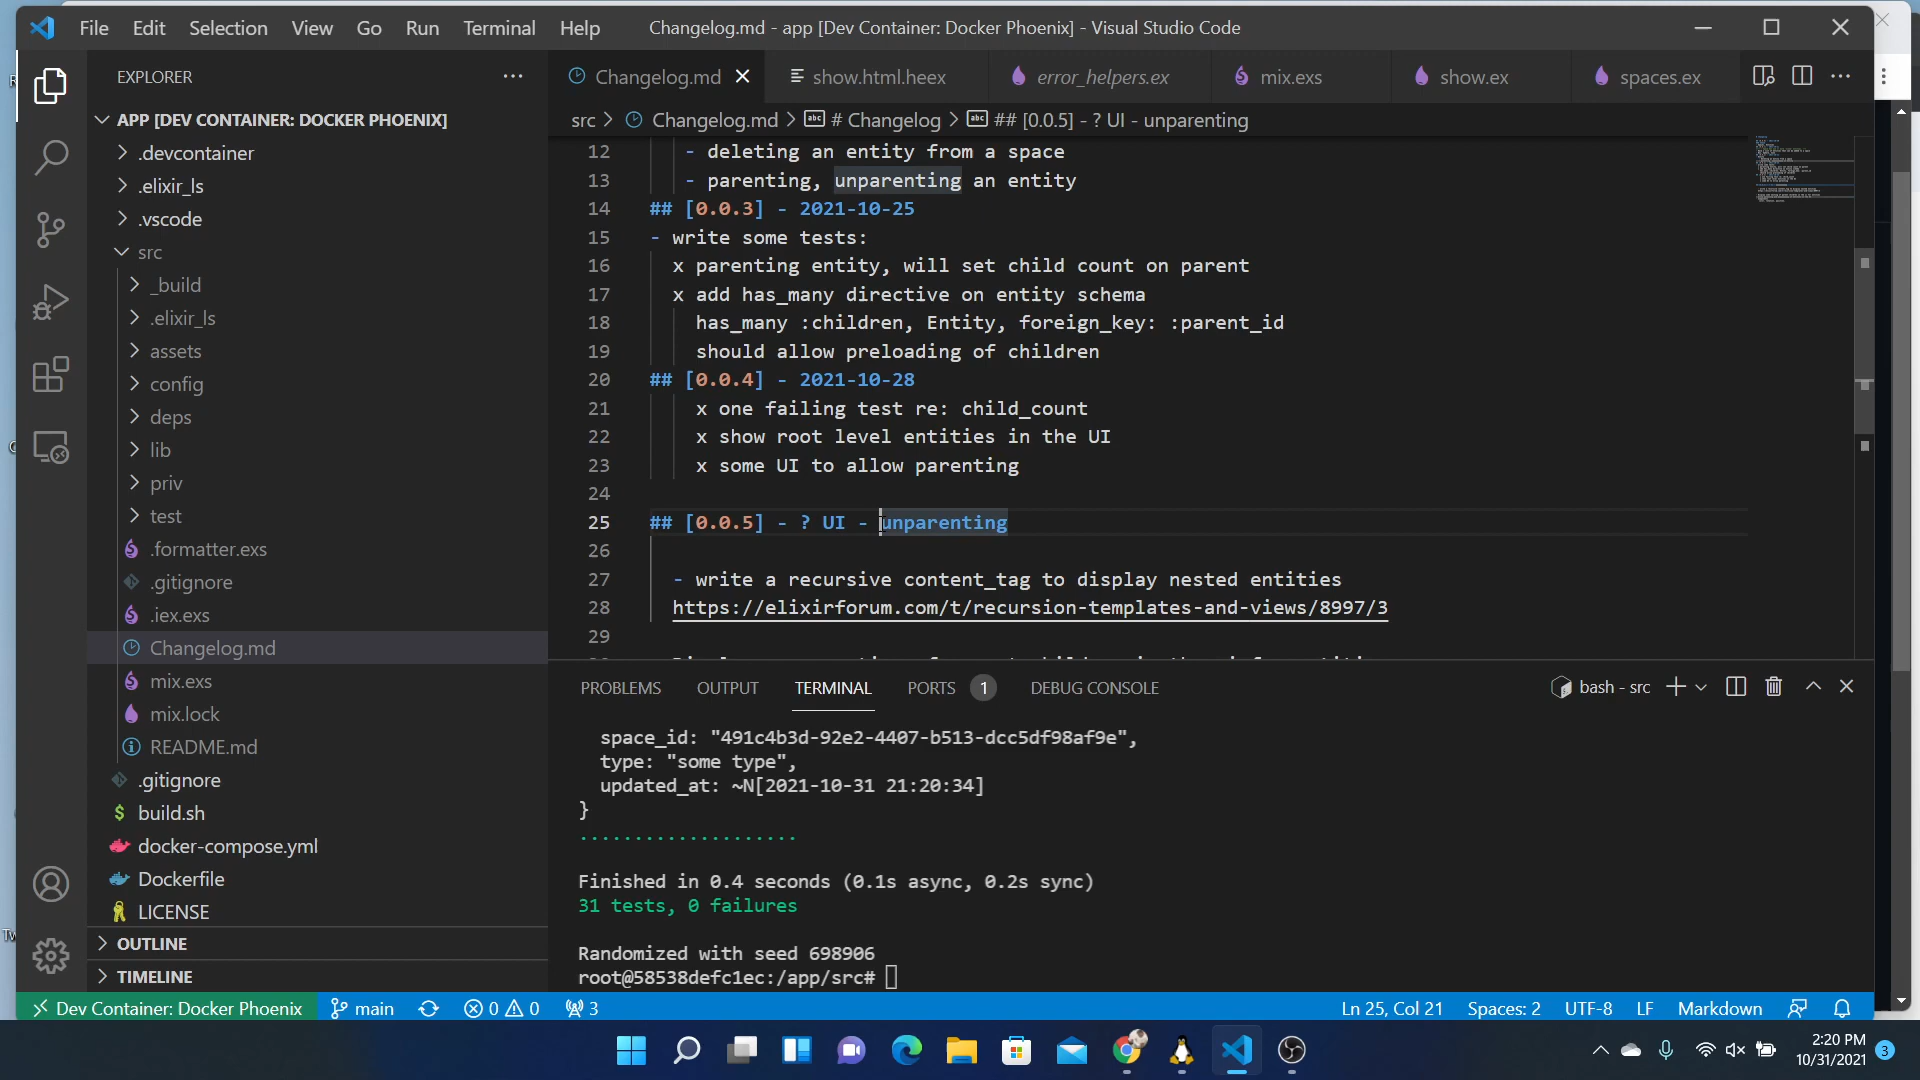 File Edit Selection View Go Run Terminal Help Changelog.md - app [Dev Container: Docker Phoenix] - Visual Studio Code
EXPLORER
Changelog.md show.html.heex error_helpers.ex mix.exs show.ex spaces.ex
APP [DEV CONTAINER: DOCKER PHOENIX]
.devcontainer
.elixir_ls
.vscode
src
_build
.elixir_ls
assets
config
deps
lib
priv
test
.formatter.exs
.gitignore
.iex.exs
Changelog.md
mix.exs
mix.lock
README.md
.gitignore
build.sh
docker-compose.yml
Dockerfile
LICENSE
OUTLINE
TIMELINE
src > Changelog.md > # Changelog > ## [0.0.5] - ? UI - unparenting
12 - deleting an entity from a space
13 - parenting, unparenting an entity
14 ## [0.0.3] - 2021-10-25
15 - write some tests:
16 x parenting entity, will set child count on parent
17 x add has_many directive on entity schema
18 has_many :children, Entity, foreign_key: :parent_id
19 should allow preloading of children
20 ## [0.0.4] - 2021-10-28
21 x one failing test re: child_count
22 x show root level entities in the UI
23 x some UI to allow parenting
24
25 ## [0.0.5] - ? UI - unparenting
26
27 - write a recursive content_tag to display nested entities
28 https://elixirforum.com/t/recursion-templates-and-views/8997/3
29
PROBLEMS OUTPUT TERMINAL PORTS 1 DEBUG CONSOLE bash - src
space_id: "491c4b3d-92e2-4407-b513-dcc5df98af9e",
type: "some type",
updated_at: ~N[2021-10-31 21:20:34]
}
...................
Finished in 0.4 seconds (0.1s async, 0.2s sync)
31 tests, 0 failures
Randomized with seed 698906
root@58538defc1ec:/app/src#
Dev Container: Docker Phoenix main 0 0 3 Ln 25, Col 21 Spaces: 2 UTF-8 LF Markdown
2:20 PM
10/31/2021 3